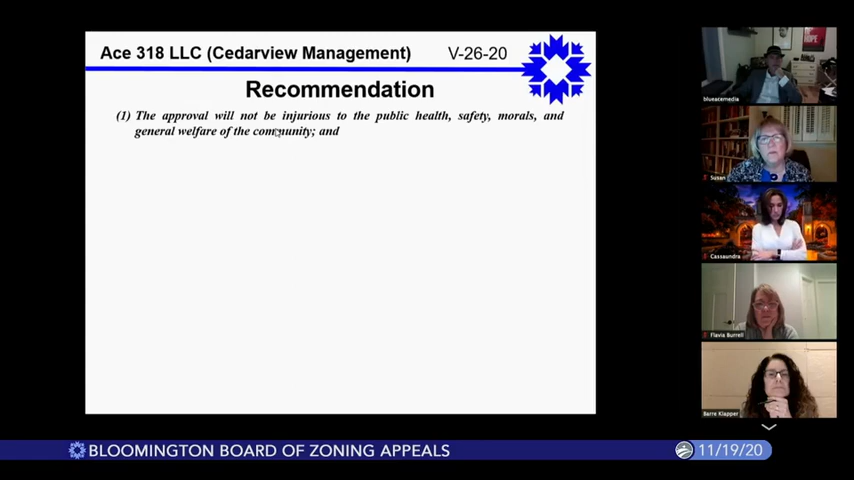 Ace 318 LLC (Cedarview Management)
V-26-20
Recommendation
(1) The approval will not be injurious to the public health, safety, morals, and
general welfare of the community; and
HOPE
blueacemedia
Susan
Cassaundra
Flavia Burrell
Barre Klapper
BLOOMINGTON BOARD OF ZONING APPEALS
11/19/20